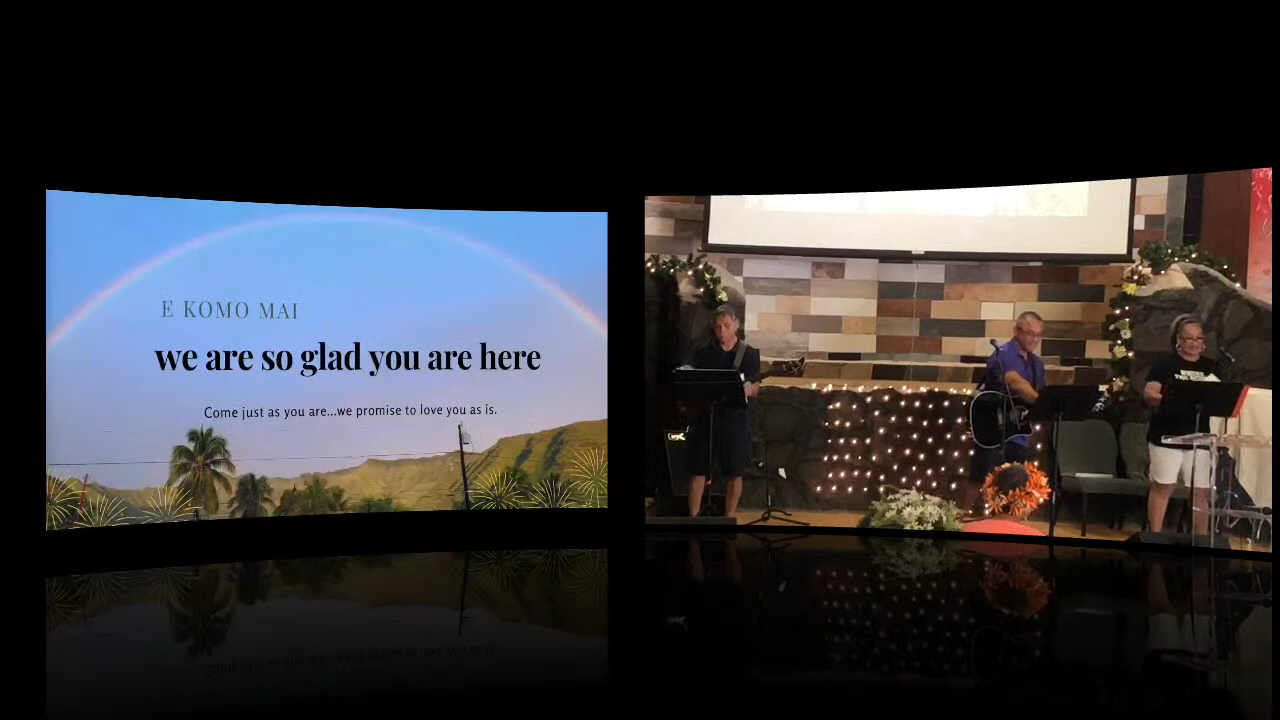 E KOMO MAI
we are so glad you are here
Come just as you are...we promise to love you as is.